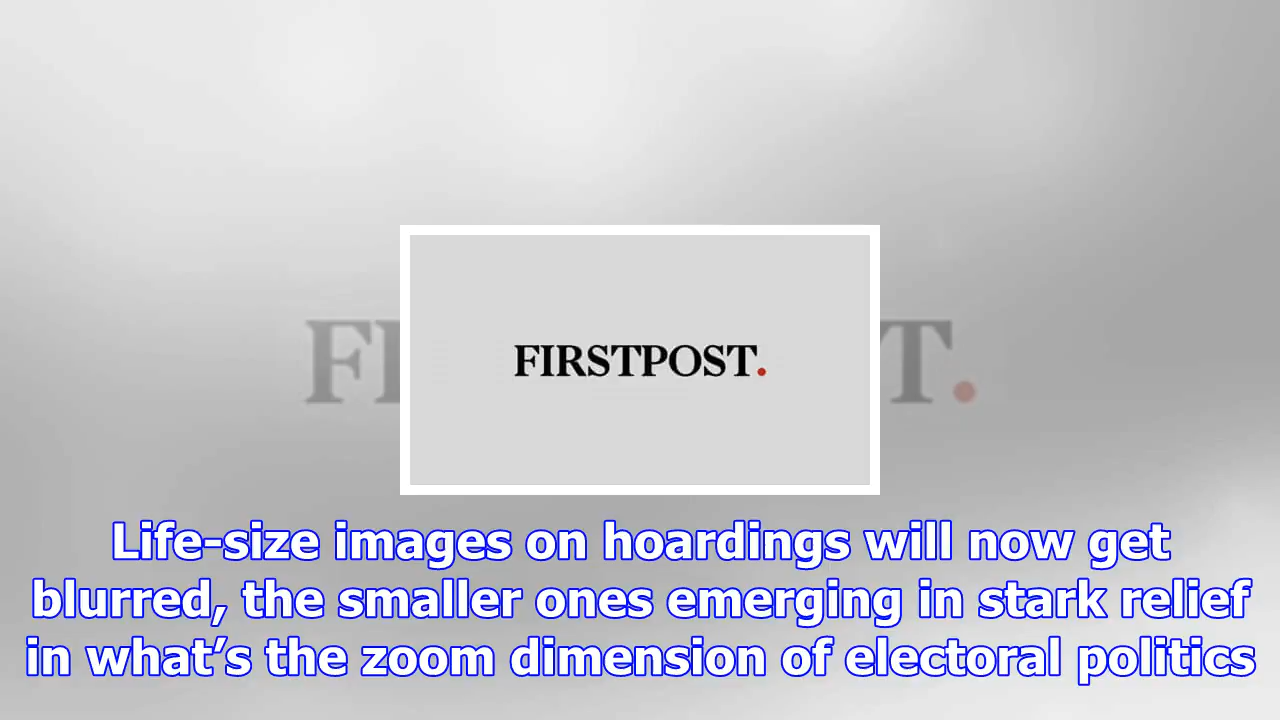 FIRSTPOST.
Life-size images on hoardings will now get
blurred, the smaller ones emerging in stark relief
in what’s the zoom dimension of electoral politics